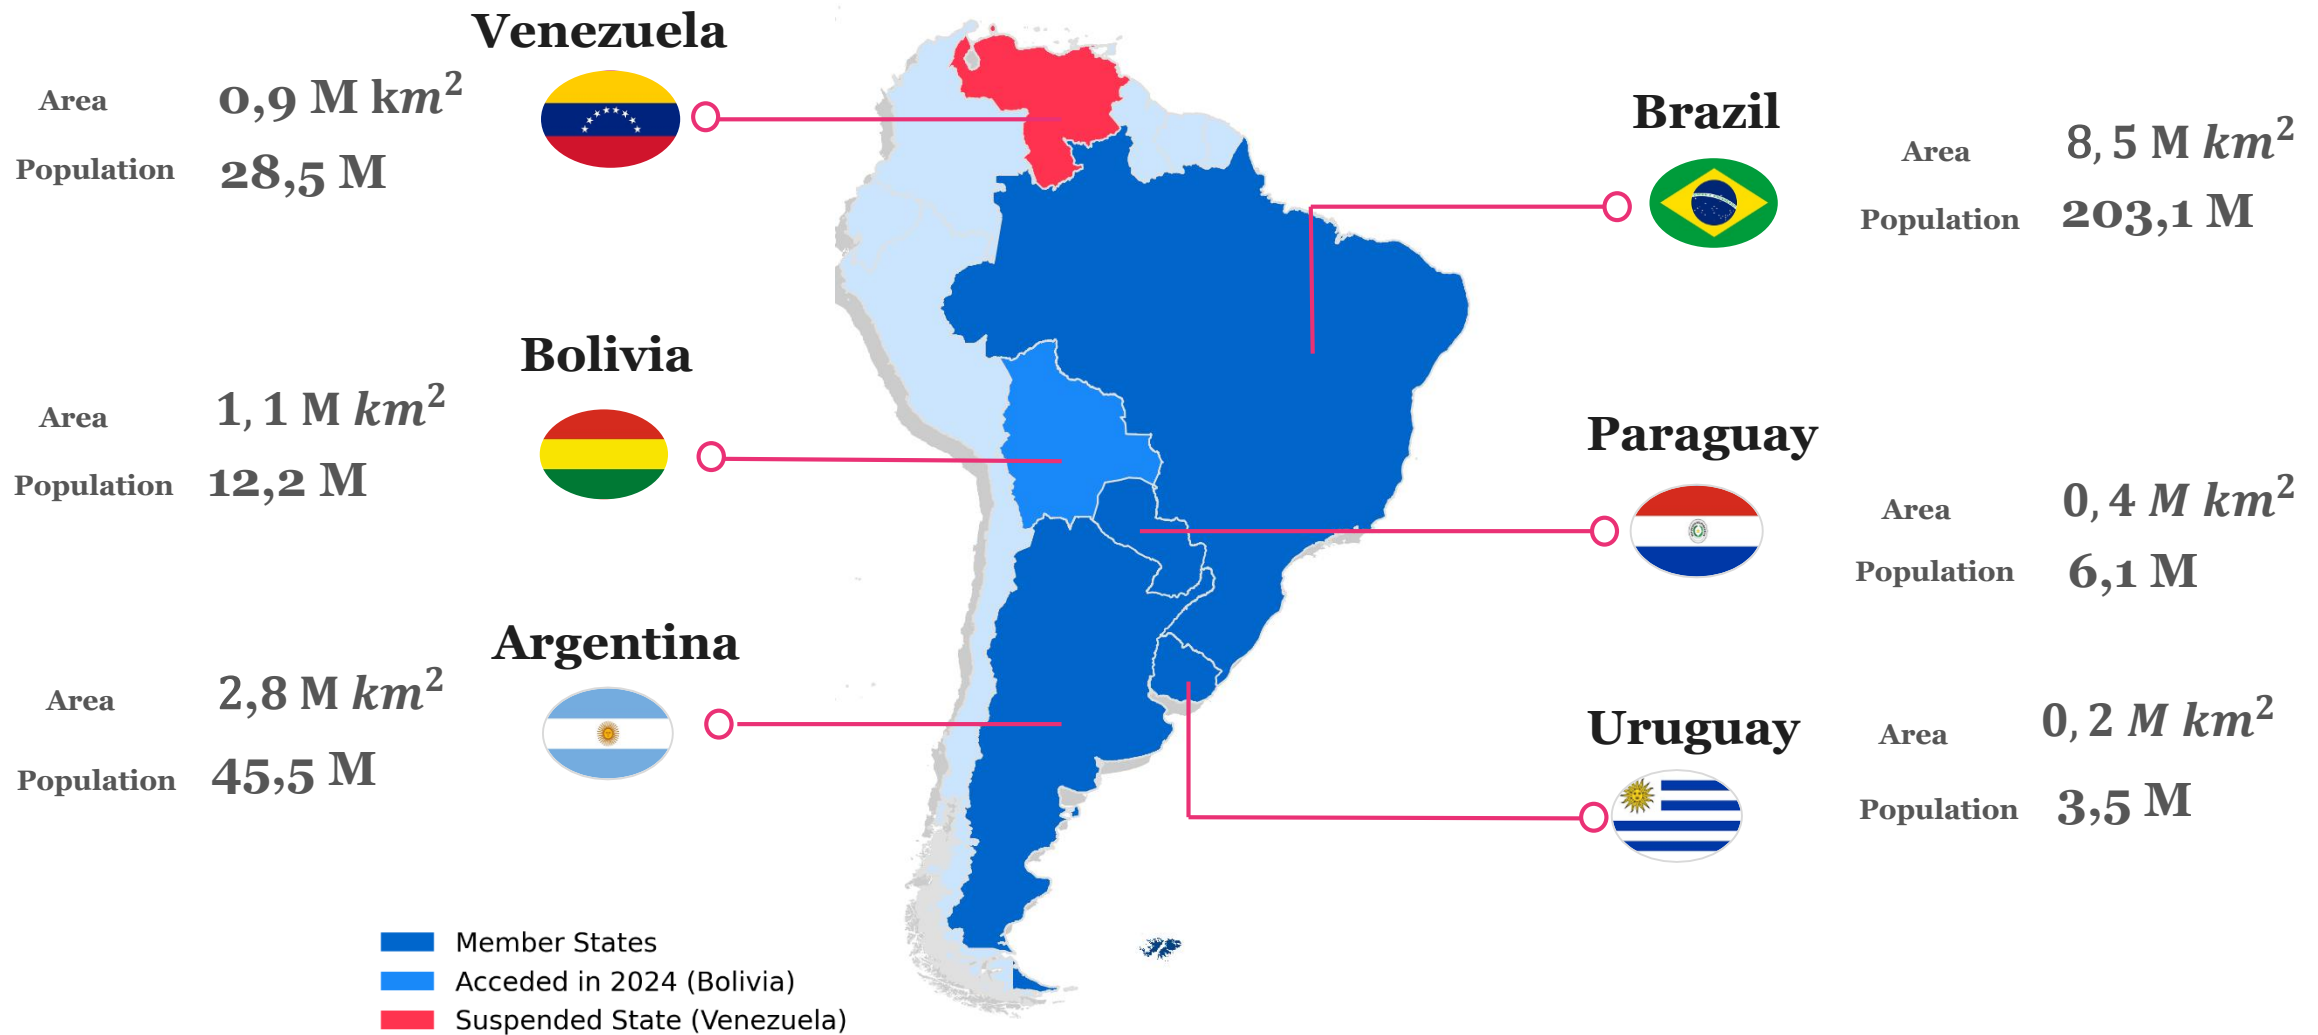 Venezuela
Area 0,9 M km²
Population 28,5 M
Bolivia
Area 1, 1 M km²
Population 12,2 M
Argentina
Area 2,8 M km²
Population 45,5 M
Brazil
Area 8, 5 M km²
Population 203,1 M
Paraguay
Area 0, 4 M km²
Population 6,1 M
Uruguay
Area 0, 2 M km²
Population 3,5 M
Member States
Acceded in 2024 (Bolivia)
Suspended State (Venezuela)